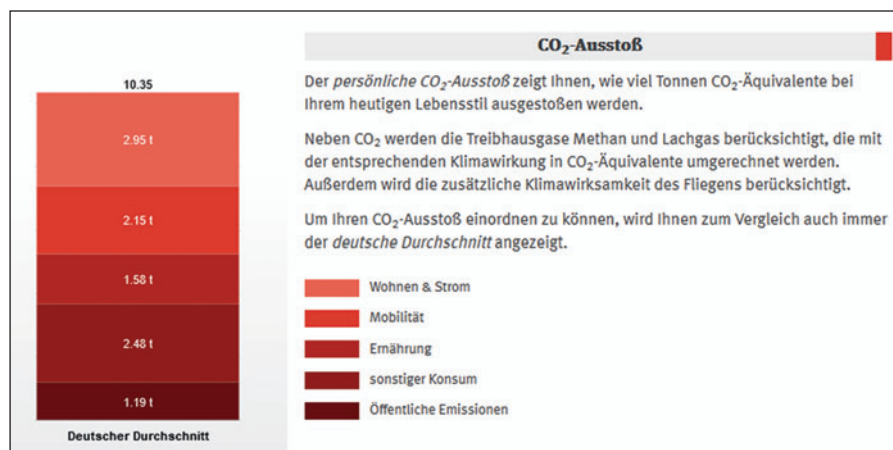 10.35
2.95 t
2.15 t
1.58 t
2.48 t
1.19 t
Deutscher Durchschnitt
CO₂-Ausstoß
Der persönliche CO₂-Ausstoß zeigt Ihnen, wie viel Tonnen CO₂-Äquivalente bei
Ihrem heutigen Lebensstil ausgestoßen werden.
Neben CO₂ werden die Treibhausgase Methan und Lachgas berücksichtigt, die mit
der entsprechenden Klimawirkung in CO₂-Äquivalente umgerechnet werden.
Außerdem wird die zusätzliche Klimawirksamkeit des Fliegens berücksichtigt.
Um Ihren CO₂-Ausstoß einordnen zu können, wird Ihnen zum Vergleich auch immer
der deutsche Durchschnitt angezeigt.
Wohnen & Strom
Mobilität
Ernährung
sonstiger Konsum
Öffentliche Emissionen